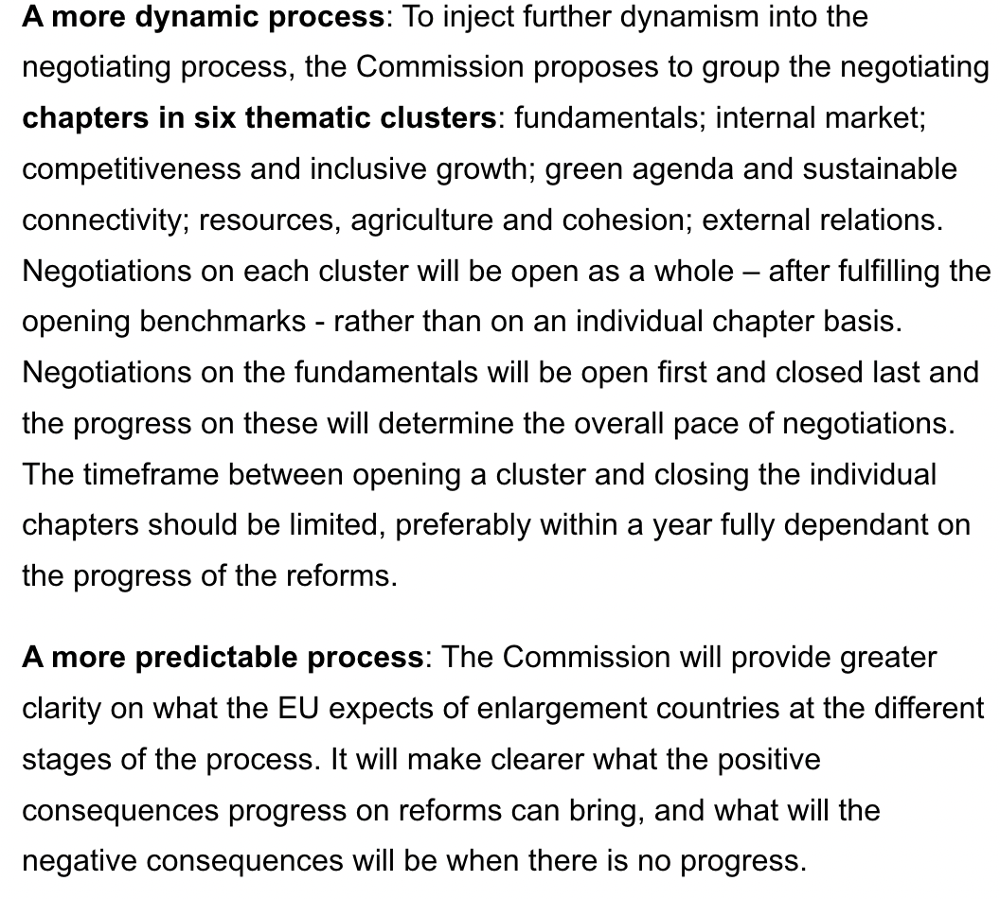 A more dynamic process: To inject further dynamism into the
negotiating process, the Commission proposes to group the negotiating
chapters in six thematic clusters: fundamentals; internal market;
competitiveness and inclusive growth; green agenda and sustainable
connectivity; resources, agriculture and cohesion; external relations.
Negotiations on each cluster will be open as a whole – after fulfilling the
opening benchmarks - rather than on an individual chapter basis.
Negotiations on the fundamentals will be open first and closed last and
the progress on these will determine the overall pace of negotiations.
The timeframe between opening a cluster and closing the individual
chapters should be limited, preferably within a year fully dependant on
the progress of the reforms.
A more predictable process: The Commission will provide greater
clarity on what the EU expects of enlargement countries at the different
stages of the process. It will make clearer what the positive
consequences progress on reforms can bring, and what will the
negative consequences will be when there is no progress.